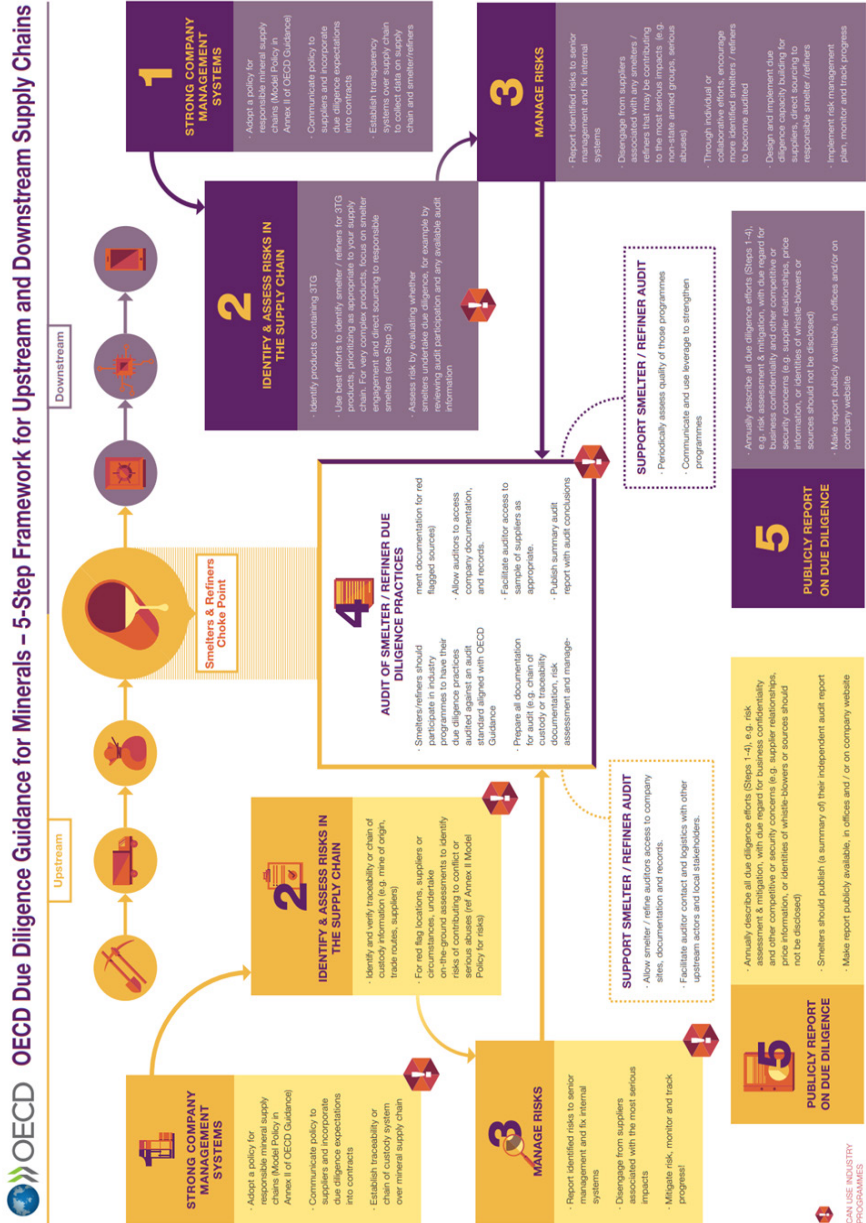 OECD OECD Due Diligence Guidance for Minerals – 5-Step Framework for Upstream and Downstream Supply Chains
Upstream
Downstream
Smelters & Refiners
Choke Point
STRONG COMPANY
MANAGEMENT
SYSTEMS
· Adopt a policy for
responsible mineral supply
chains (Model Policy in
Annex II of OECD Guidance)
· Communicate policy to
suppliers and incorporate
due diligence expectations
into contracts
· Establish traceability or
chain of custody system
over mineral supply chain
2
IDENTIFY & ASSESS RISKS IN
THE SUPPLY CHAIN
· Identify and verify traceability or chain of
custody information (e.g. mine of origin,
trade routes, suppliers)
· For red flag locations, suppliers or
circumstances, undertake
on-the-ground assessments to identify
risks of contributing to conflict or
serious abuses (ref Annex II Model
Policy for risks)
3
MANAGE RISKS
· Report identified risks to senior
management and fix internal
systems
· Disengage from suppliers
associated with the most serious
impacts
· Mitigate risk, monitor and track
progress!
SUPPORT SMELTER / REFINER AUDIT
· Allow smelter / refine auditors access to company
sites, documentation and records.
· Facilitate auditor contact and logistics with other
upstream actors and local stakeholders.
4
AUDIT OF SMELTER / REFINER DUE
DILIGENCE PRACTICES
· Smelters/refiners should
participate in industry
programmes to have their
due diligence practices
audited against an audit
standard aligned with OECD
Guidance
· Prepare all documentation
for audit (e.g. chain of
custody or traceability
documentation, risk
assessment and manage-
ment documentation for red
flagged sources)
· Allow auditors to access
company documentation,
and records.
· Facilitate auditor access to
sample of suppliers as
appropriate.
· Publish summary audit
report with audit conclusions
1
STRONG COMPANY
MANAGEMENT
SYSTEMS
· Adopt a policy for
responsible mineral supply
chains (Model Policy in
Annex II of OECD Guidance)
· Communicate policy to
suppliers and incorporate
due diligence expectations
into contracts
· Establish transparency
systems over supply chain
to collect data on supply
chain and smelter/refiners
2
IDENTIFY & ASSESS RISKS IN
THE SUPPLY CHAIN
· Identify products containing 3TG
· Use best efforts to identify smelter / refiners for 3TG
products, prioritizing as appropriate to your supply
chain. For very complex products, focus on smelter
engagement and direct sourcing to responsible
smelters (see Step 3)
· Assess risk by evaluating whether
smelters undertake due diligence, for example by
reviewing audit participation and any available audit
information
3
MANAGE RISKS
· Report identified risks to senior
management and fix internal
systems
· Disengage from suppliers
associated with any smelters /
refiners that may be contributing
to the most serious impacts (e.g.
non-state armed groups, serious
abuses)
· Through individual or
collaborative efforts, encourage
more identified smelters / refiners
to become audited
· Design and implement due
diligence capacity building for
suppliers, direct sourcing to
responsible smelter /refiners
· Implement risk management
plan, monitor and track progress
SUPPORT SMELTER / REFINER AUDIT
· Periodically assess quality of those programmes
· Communicate and use leverage to strengthen
programmes
5
PUBLICLY REPORT
ON DUE DILIGENCE
· Annually describe all due diligence efforts (Steps 1-4), e.g. risk
assessment & mitigation, with due regard for business confidentiality
and other competitive or security concerns (e.g. supplier relationships,
price information, or identities of whistle-blowers or sources should
not be disclosed)
· Smelters should publish (a summary of) their independent audit report
· Make report publicly available, in offices and / or on company website
5
PUBLICLY REPORT
ON DUE DILIGENCE
· Annually describe all due diligence efforts (Steps 1-4),
e.g. risk assessment & mitigation, with due regard for
business confidentiality and other competitive or
security concerns (e.g. supplier relationships, price
information, or identities of whistle-blowers or
sources should not be disclosed)
· Make report publicly available, in offices and/or on
company website
CAN USE INDUSTRY
PROGRAMMES